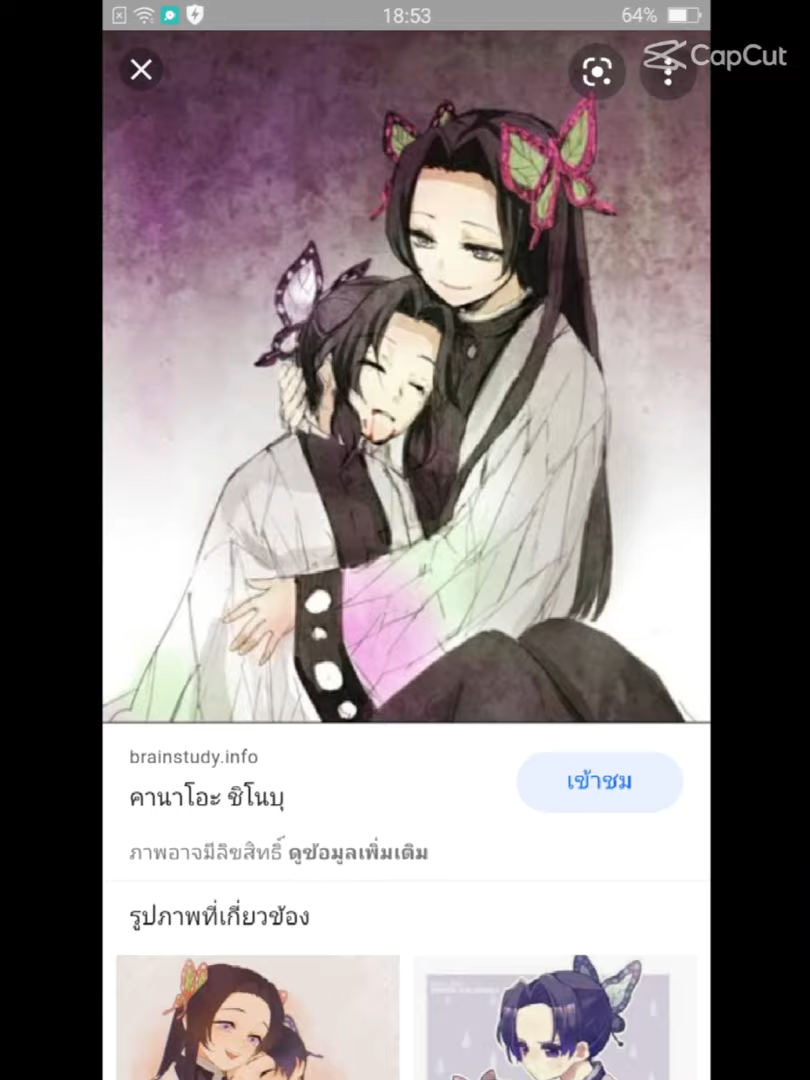 18:53
64%
CapCut
brainstudy.info
คานาโอะ ชิโนบุ
เข้าชม
ภาพอาจมีลิขสิทธิ์ ดูข้อมูลเพิ่มเติม
รูปภาพที่เกี่ยวข้อง